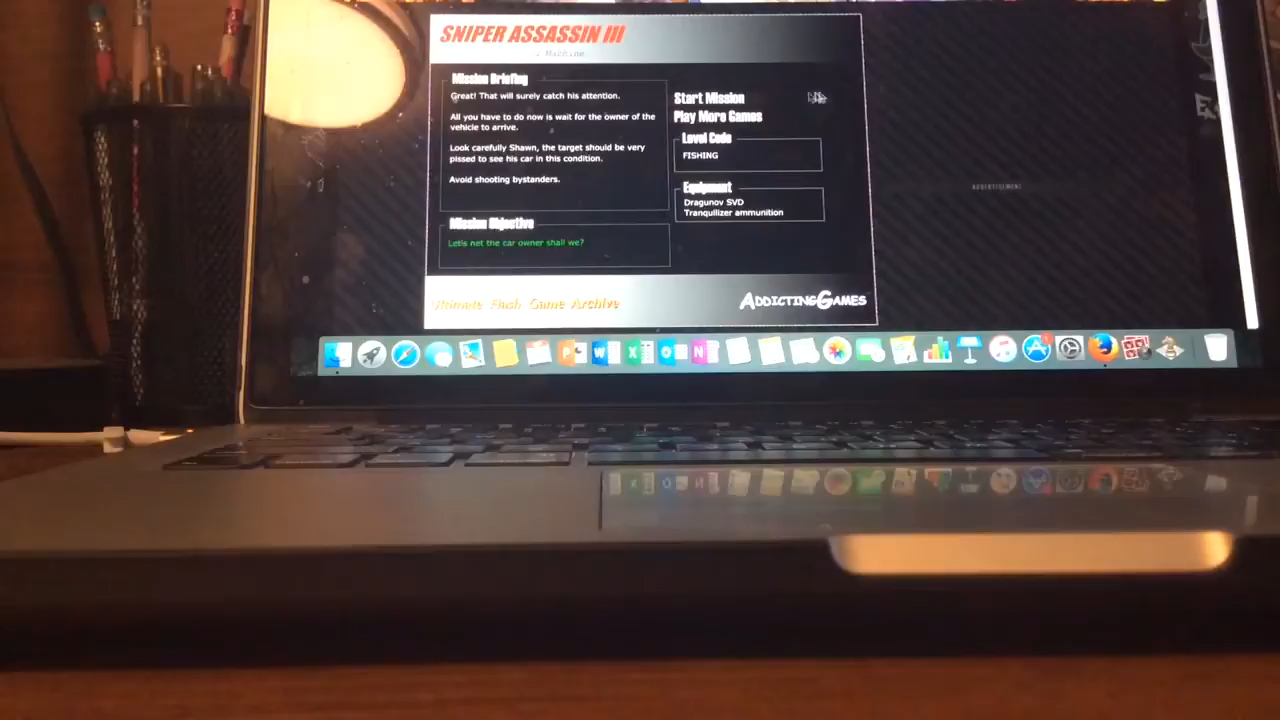 SNIPER ASSASSIN III
Mission Briefing
Great! That will surely catch his attention.
All you have to do now is wait for the owner of the
vehicle to arrive.
Look carefully Shawn, the target should be very
pissed to see his car in this condition.
Avoid shooting bystanders.
Mission Objective
Let's net the car owner shall we?
Start Mission
Play More Games
Level Code
FISHING
Equipment
Dragunov SVD
Tranquilizer ammunition
ADVERTISEMENT
Ultimate Flash Game Archive
ADDICTINGGAMES
P W X O N